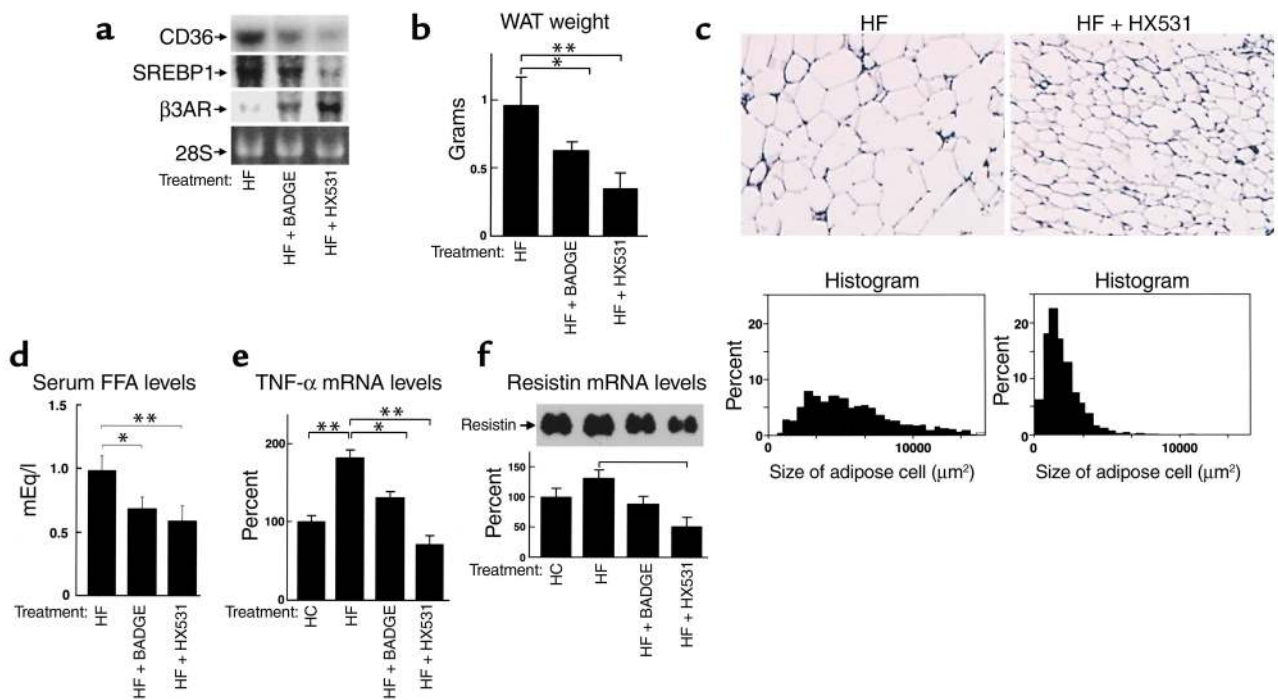 a
CD36
SREBP1
β3AR
28S
Treatment:
HF
HF + BADGE
HF + HX531
b
WAT weight
** 
*
Grams
1
0.5
0
Treatment:
HF
HF + BADGE
HF + HX531
c
HF
HF + HX531
Histogram
Percent
20
10
0
0
10000
Size of adipose cell (μm²)
Histogram
Percent
20
10
0
0
10000
Size of adipose cell (μm²)
d
Serum FFA levels
**
*
mEq/l
1.5
1.0
0.5
0
Treatment:
HF
HF + BADGE
HF + HX531
e
TNF-α mRNA levels
**
**
*
Percent
200
100
0
Treatment:
HC
HF
HF + BADGE
HF + HX531
f
Resistin mRNA levels
Resistin
Percent
150
100
50
0
Treatment:
HC
HF
HF + BADGE
HF + HX531